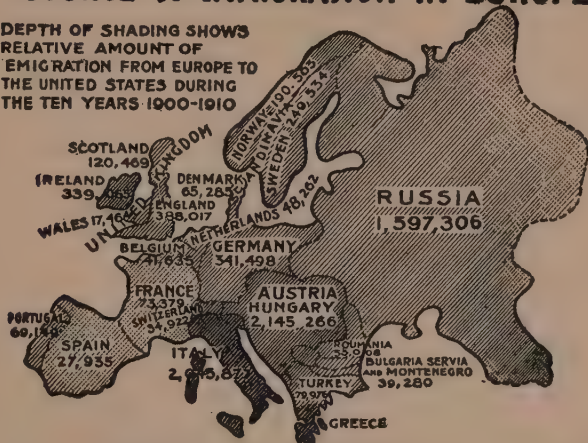 DEPTH OF SHADING SHOWS
RELATIVE AMOUNT OF
EMIGRATION FROM EUROPE TO
THE UNITED STATES DURING
THE TEN YEARS 1900-1910
NORWAY=190,505
SWEDEN=249,534
SCOTLAND
120,469
IRELAND
339,065
WALES 17,464
UNITED KINGDOM
ENGLAND
388,017
DENMARK
65,285
NETHERLANDS 48,262
BELGIUM
41,635
GERMANY
341,498
RUSSIA
1,597,306
FRANCE
73,379
SWITZERLAND
34,922
AUSTRIA
HUNGARY
2,145,266
PORTUGAL
SPAIN
27,935
ITALY
ROUMANIA
BULGARIA SERVIA
AND MONTENEGRO
39,280
TURKEY
GREECE